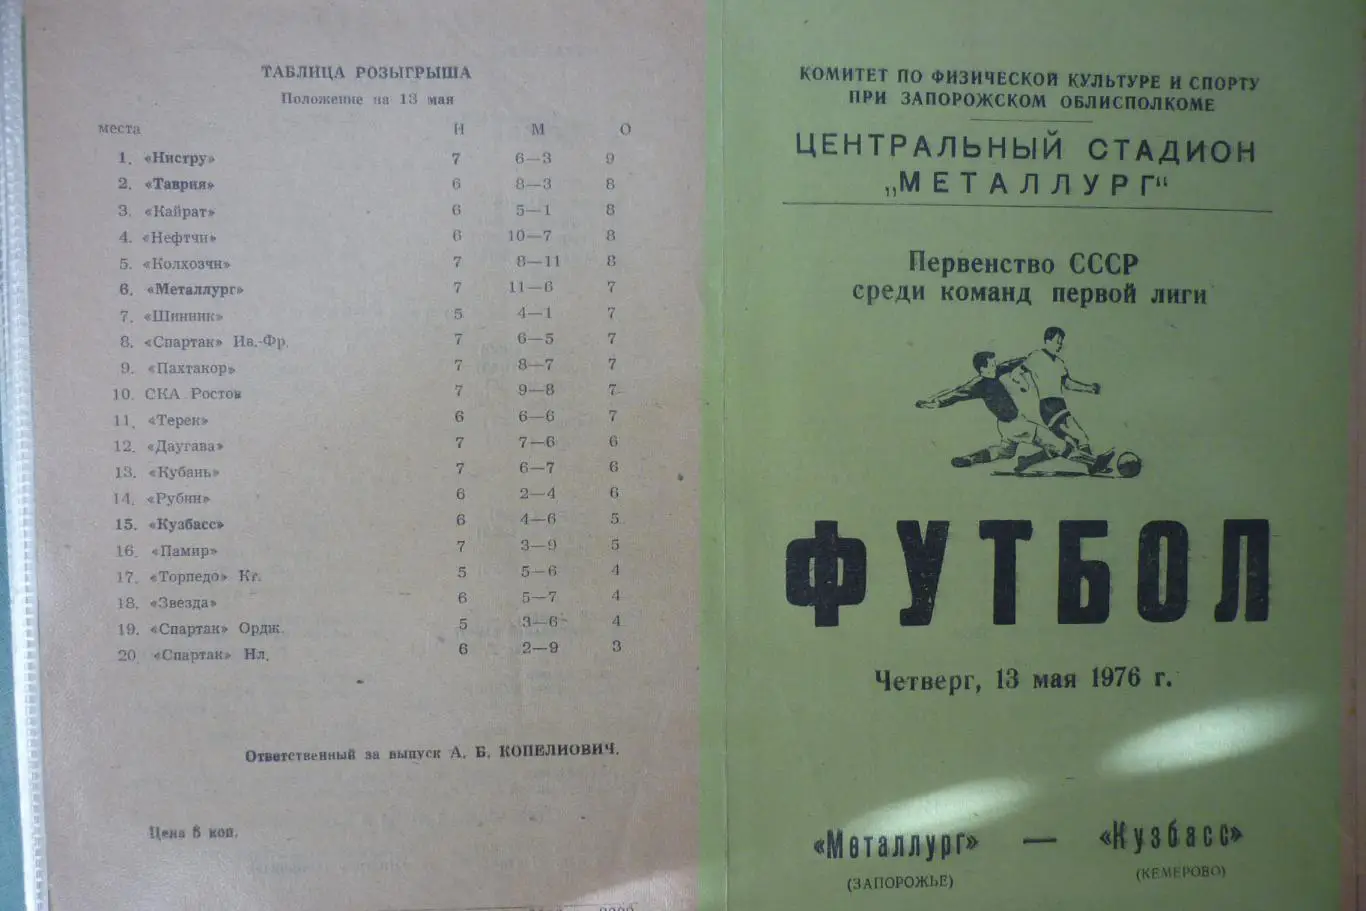 ТАБЛИЦА РОЗЫГРЫША
Положение на 13 мая
места И М О
1. «Нистру» 7 6—3 9
2. «Таврия» 6 8—3 8
3. «Кайрат» 6 5—1 8
4. «Нефтчи» 6 10—7 8
5. «Колхозчи» 7 8—11 8
6. «Металлург» 7 11—6 7
7. «Шинник» 5 4—1 7
8. «Спартак» Ив.-Фр. 7 6—5 7
9. «Пахтакор» 7 8—7 7
10. СКА Ростов 7 9—8 7
11. «Терек» 6 6—6 7
12. «Даугава» 7 7—6 6
13. «Кубань» 7 6—7 6
14. «Рубин» 6 2—4 6
15. «Кузбасс» 6 4—6 5
16. «Памир» 7 3—9 5
17. «Торпедо» Кт. 5 5—6 4
18. «Звезда» 6 5—7 4
19. «Спартак» Ордж. 5 3—6 4
20 «Спартак» Нл. 6 2—9 3
Ответственный за выпуск А. Б. КОПЕЛИОВИЧ.
Цена 5 коп.
КОМИТЕТ ПО ФИЗИЧЕСКОЙ КУЛЬТУРЕ И СПОРТУ
ПРИ ЗАПОРОЖСКОМ ОБЛИСПОЛКОМЕ
ЦЕНТРАЛЬНЫЙ СТАДИОН
„МЕТАЛЛУРГ“
Первенство СССР
среди команд первой лиги
ФУТБОЛ
Четверг, 13 мая 1976 г.
«Металлург» — «Кузбасс»
(ЗАПОРОЖЬЕ) (КЕМЕРОВО)